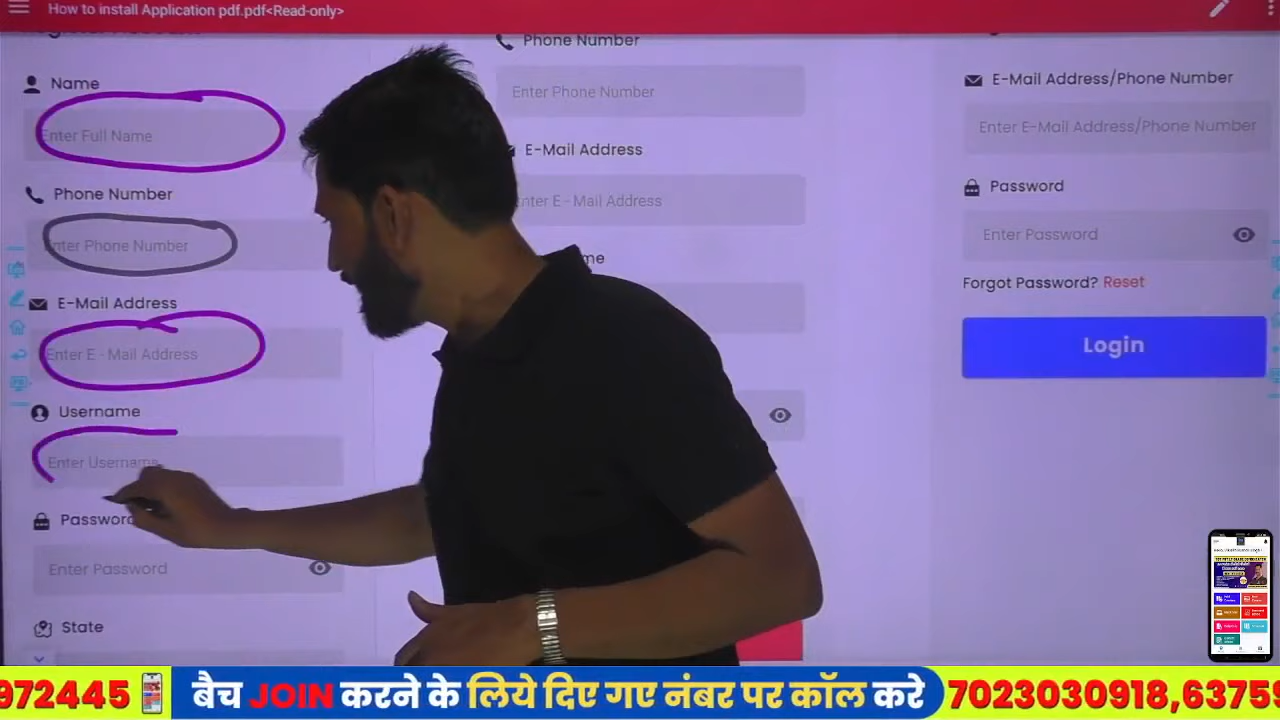 How to install Application pdf.pdf<Read-only>
Name
Enter Full Name
Phone Number
Enter Phone Number
E-Mail Address
Enter E - Mail Address
Username
Enter Username
Password
Enter Password
State
Phone Number
Enter Phone Number
E-Mail Address
Enter E - Mail Address
E-Mail Address/Phone Number
Enter E-Mail Address/Phone Number
Password
Enter Password
Forgot Password? Reset
Login
972445 बैच JOIN करने के लिये दिए गए नंबर पर कॉल करे 7023030918,63759